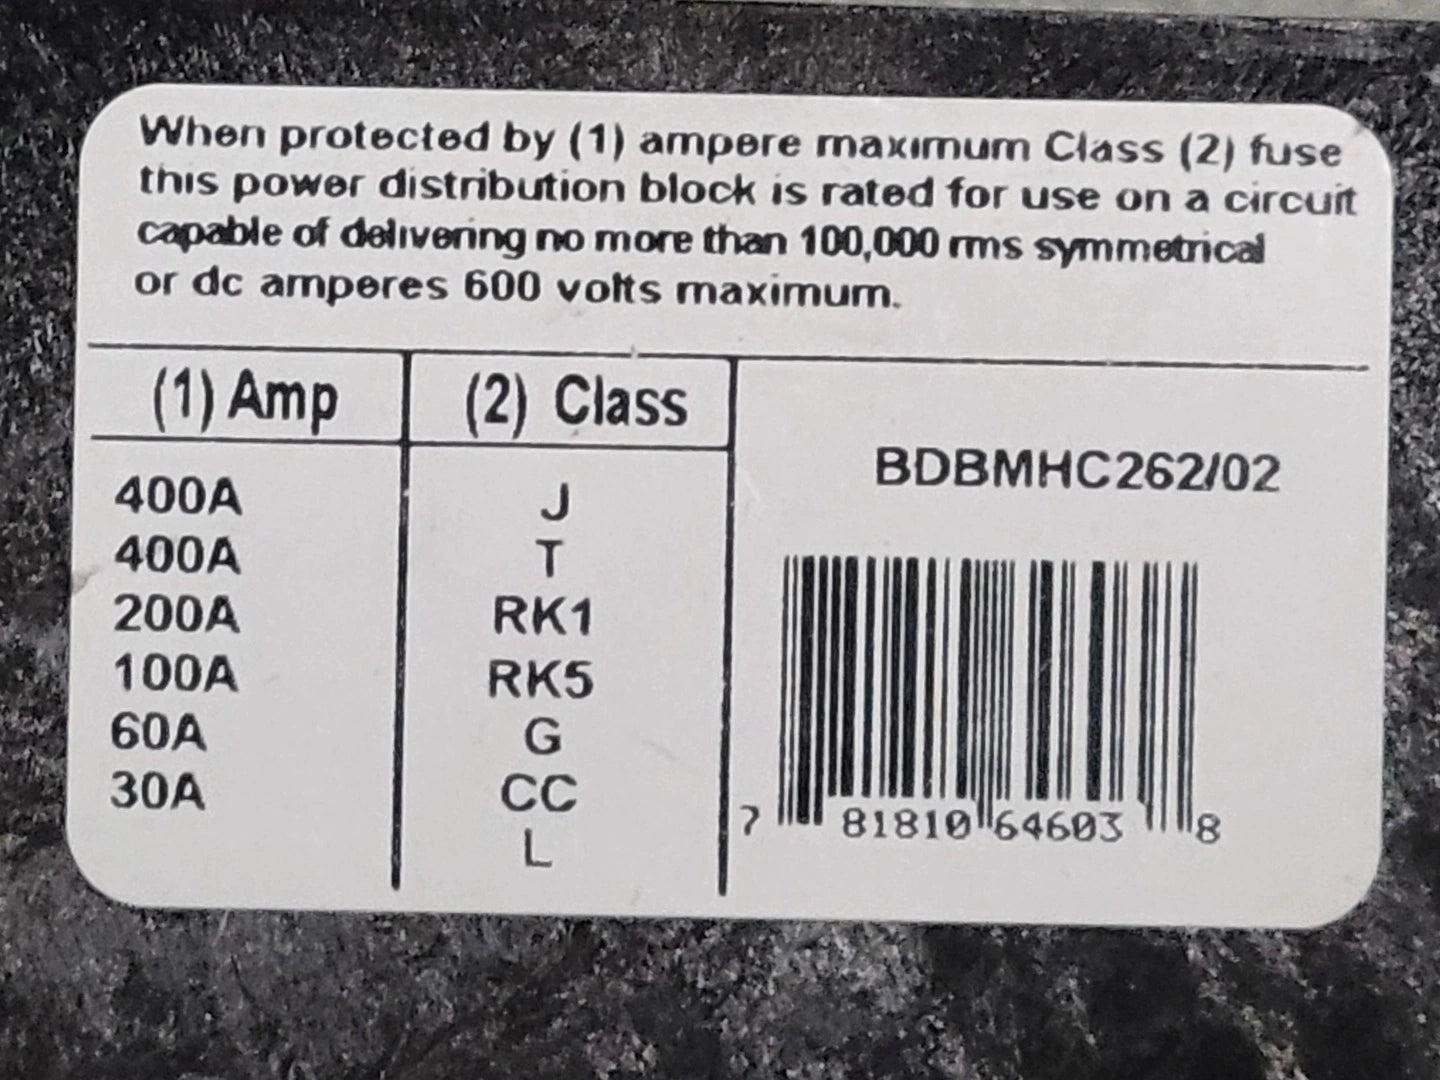 When protected by (1) ampere maximum Class (2) fuse
this power distribution block is rated for use on a circuit
capable of delivering no more than 100,000 rms symmetrical
or dc amperes 600 volts maximum.
(1) Amp (2) Class
400A J
400A T
200A RK1
100A RK5
60A G
30A CC
L
BDBMHC262/02
7 81810 64603 8